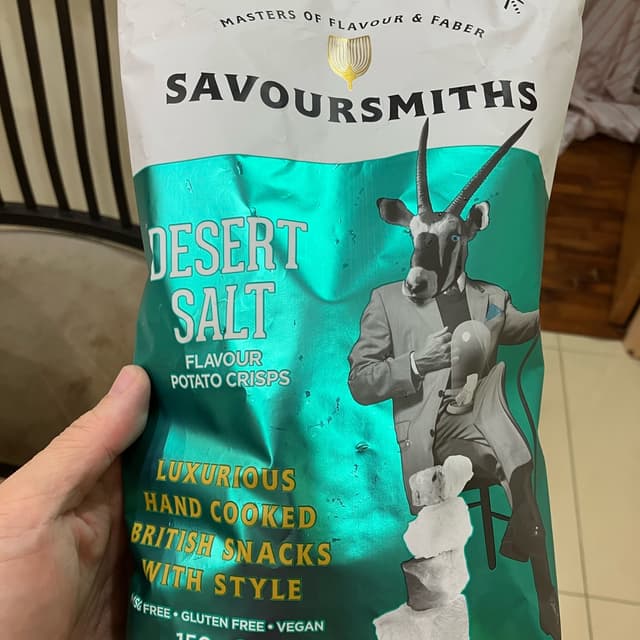 MASTERS OF FLAVOUR & FABER
SAVOURSMITHS
DESERT
SALT
FLAVOUR
POTATO CRISPS
LUXURIOUS
HAND COOKED
BRITISH SNACKS
WITH STYLE
FREE • GLUTEN FREE • VEGAN